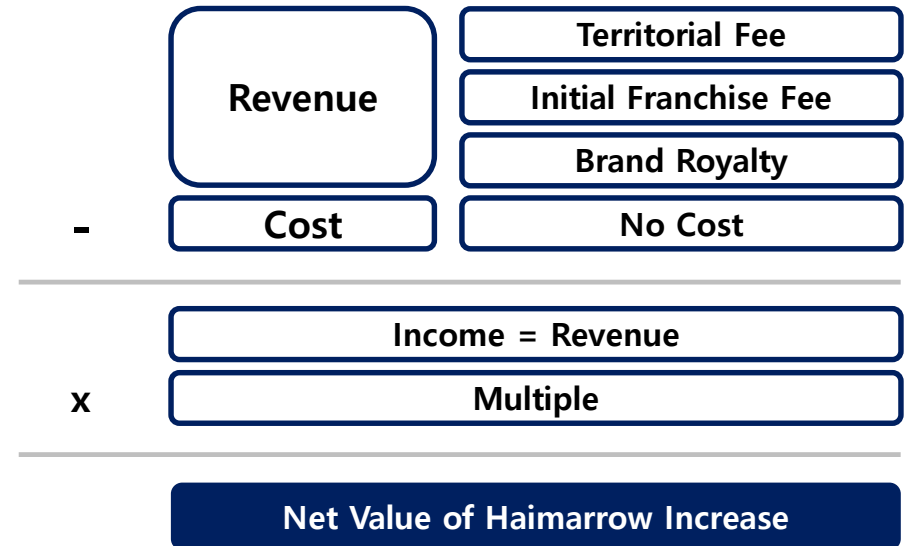 Revenue
Territorial Fee
Initial Franchise Fee
Brand Royalty
-
Cost
No Cost
Income = Revenue
x
Multiple
Net Value of Haimarrow Increase